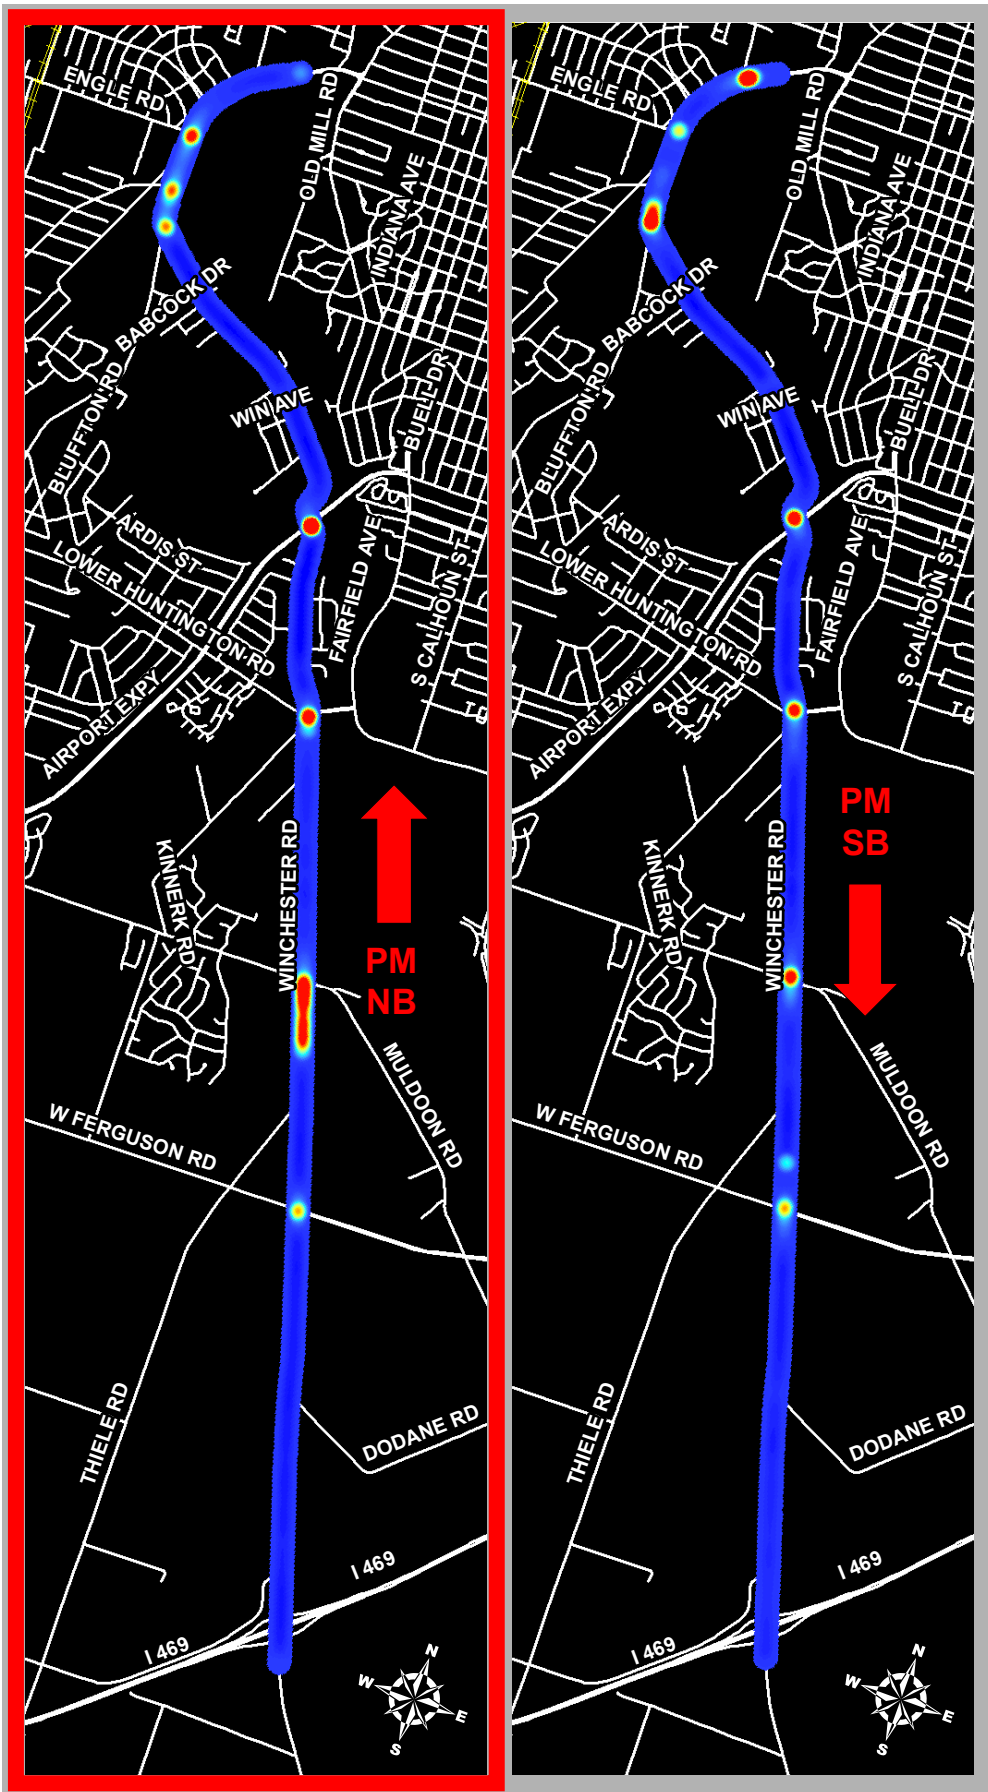 ENGLE RD
OLD MILL RD
INDIANA AVE
BABCOCK DR
BLUFFTON RD
WIN AVE
BUELL DR
ARDIS ST
LOWER HUNTINGTON RD
FAIRFIELD AVE
S CALHOUN ST
AIRPORT EXPY
WINCHESTER RD
KINNERK RD
PM
NB
MULDOON RD
W FERGUSON RD
THIELE RD
DODANE RD
I 469
I 469
N
W
E
S
ENGLE RD
OLD MILL RD
INDIANA AVE
BABCOCK DR
BLUFFTON RD
WIN AVE
BUELL DR
ARDIS ST
LOWER HUNTINGTON RD
FAIRFIELD AVE
S CALHOUN ST
AIRPORT EXPY
PM
SB
WINCHESTER RD
KINNERK RD
MULDOON RD
W FERGUSON RD
THIELE RD
DODANE RD
I 469
I 469
N
W
E
S